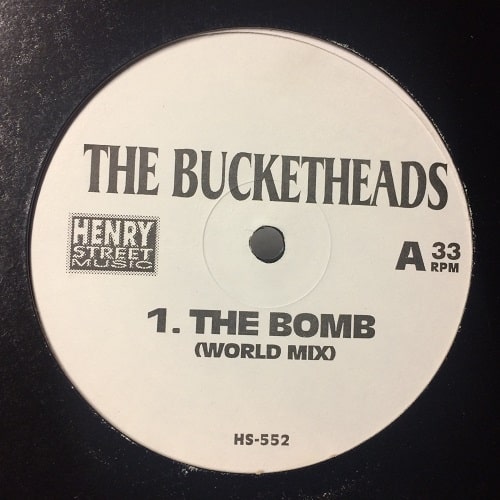 THE BUCKETHEADS
HENRY
STREET
MUSIC
A 33
RPM
1. THE BOMB
(WORLD MIX)
HS-552